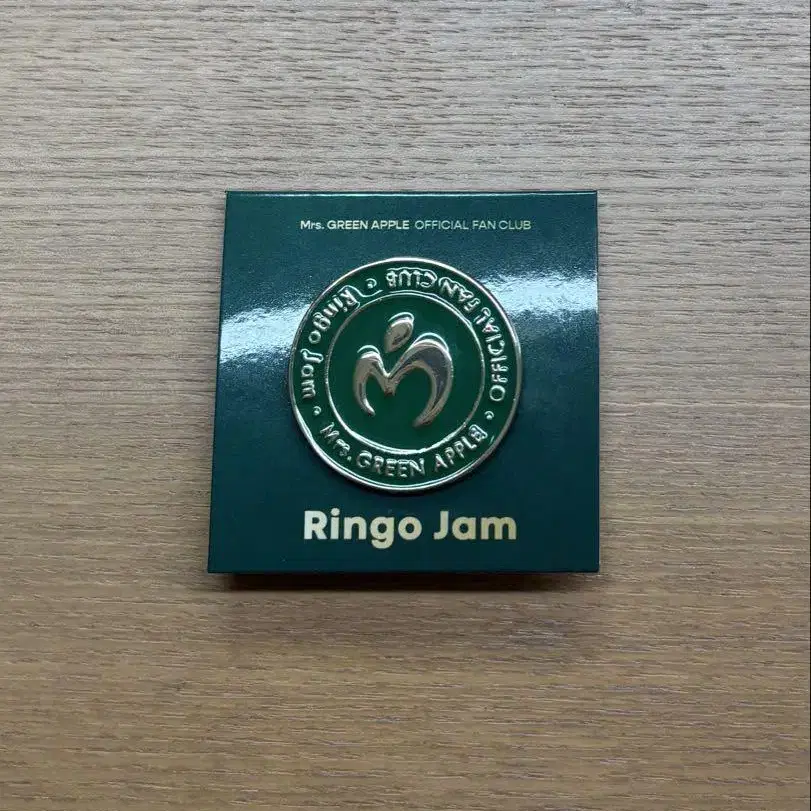 Mrs. GREEN APPLE OFFICIAL FAN CLUB
Ringo Jam • OFFICIAL FAN CLUB • Mrs. GREEN APPLE •
Ringo Jam